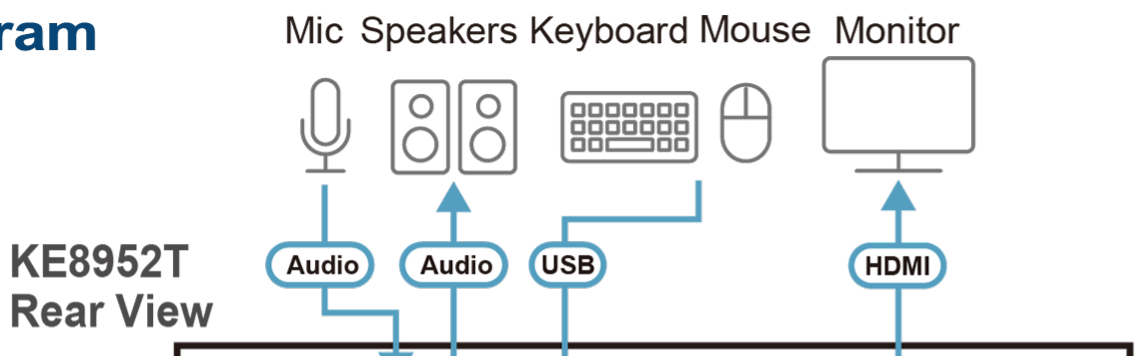 ram
Mic Speakers Keyboard Mouse Monitor
KE8952T
Rear View
Audio Audio USB HDMI